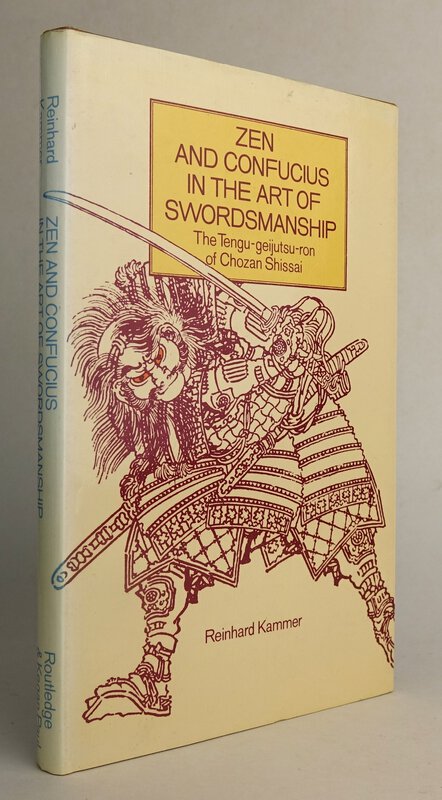 ZEN
AND CONFUCIUS
IN THE ART OF
SWORDSMANSHIP
The Tengu-geijutsu-ron
of Chozan Shissai
Reinhard Kammer
Reinhard
Kammer
ZEN AND CONFUCIUS
IN THE ART OF SWORDSMANSHIP
Routledge
& Kegan Paul